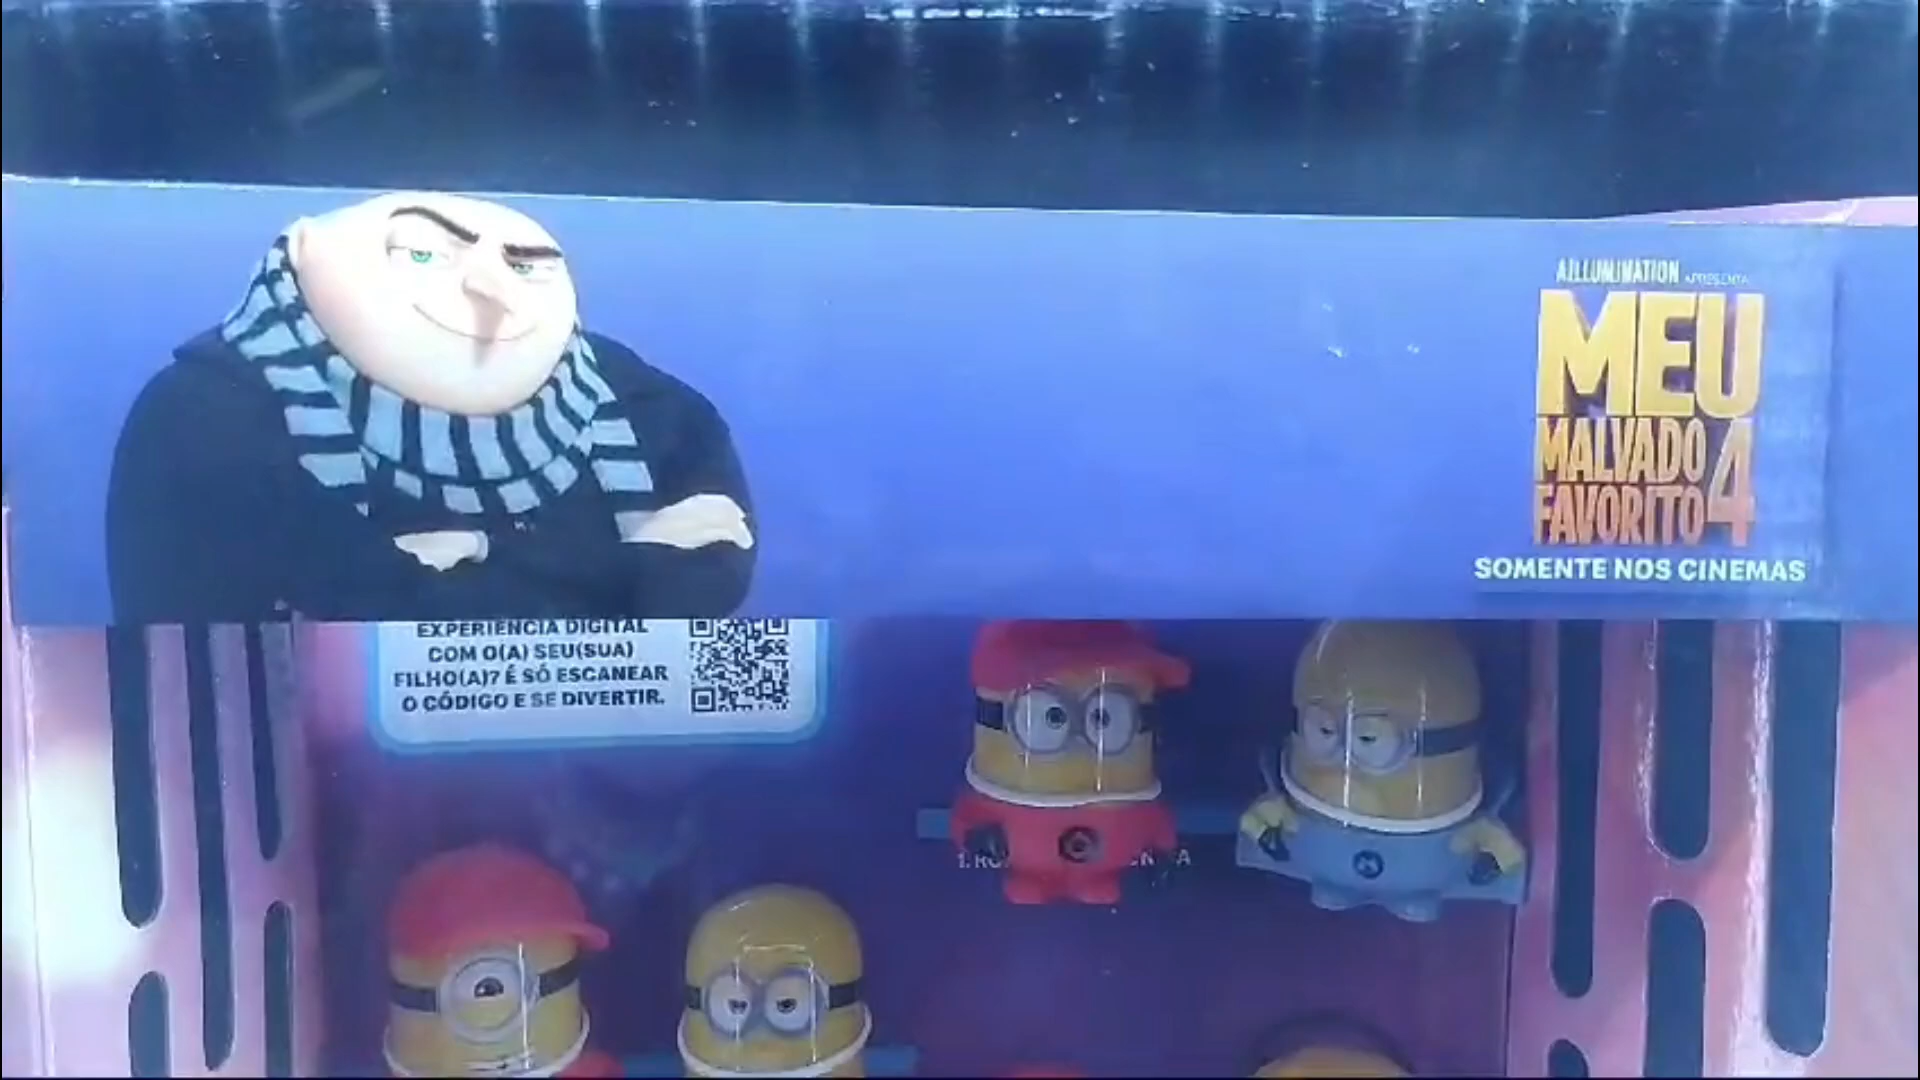 ILLUMINATION APRESENTA
MEU
MALVADO
FAVORITO 4
SOMENTE NOS CINEMAS
EXPERIÊNCIA DIGITAL
COM O(A) SEU(SUA)
FILHO(A)? É SÓ ESCANEAR
O CÓDIGO E SE DIVERTIR.